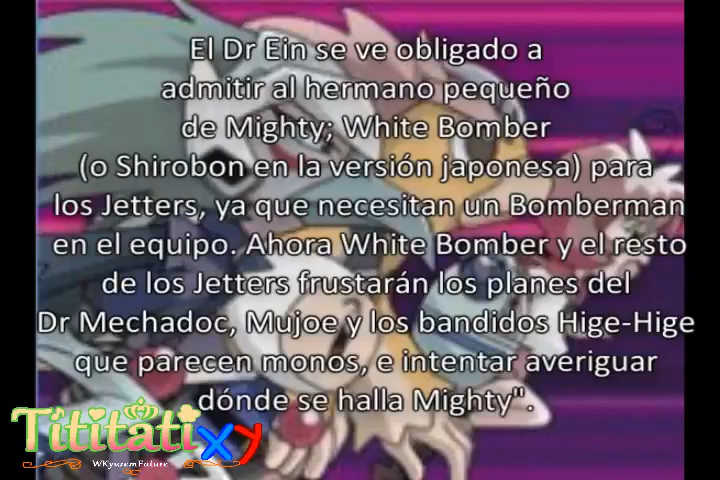 El Dr Ein se ve obligado a
admitir al hermano pequeño
de Mighty; White Bomber
(o Shirobon en la versión japonesa) para
los Jetters, ya que necesitan un Bomberman
en el equipo. Ahora White Bomber y el resto
de los Jetters frustarán los planes del
Dr Mechadoc, Mujoe y los bandidos Hige-Hige
que parecen monos, e intentar averiguar
dónde se halla Mighty".
Tititatixy
WKyuremFuture